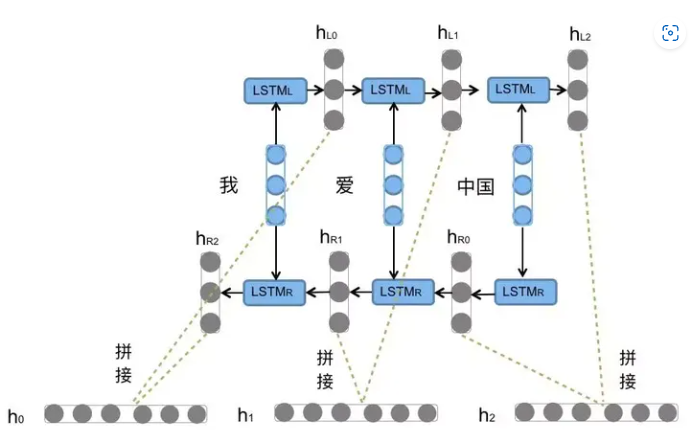 hL0
hL1
hL2
LSTML
LSTML
LSTML
我
爱
中国
hR2
hR1
hR0
LSTMR
LSTMR
LSTMR
拼
接
拼
接
拼
接
h0
h1
h2